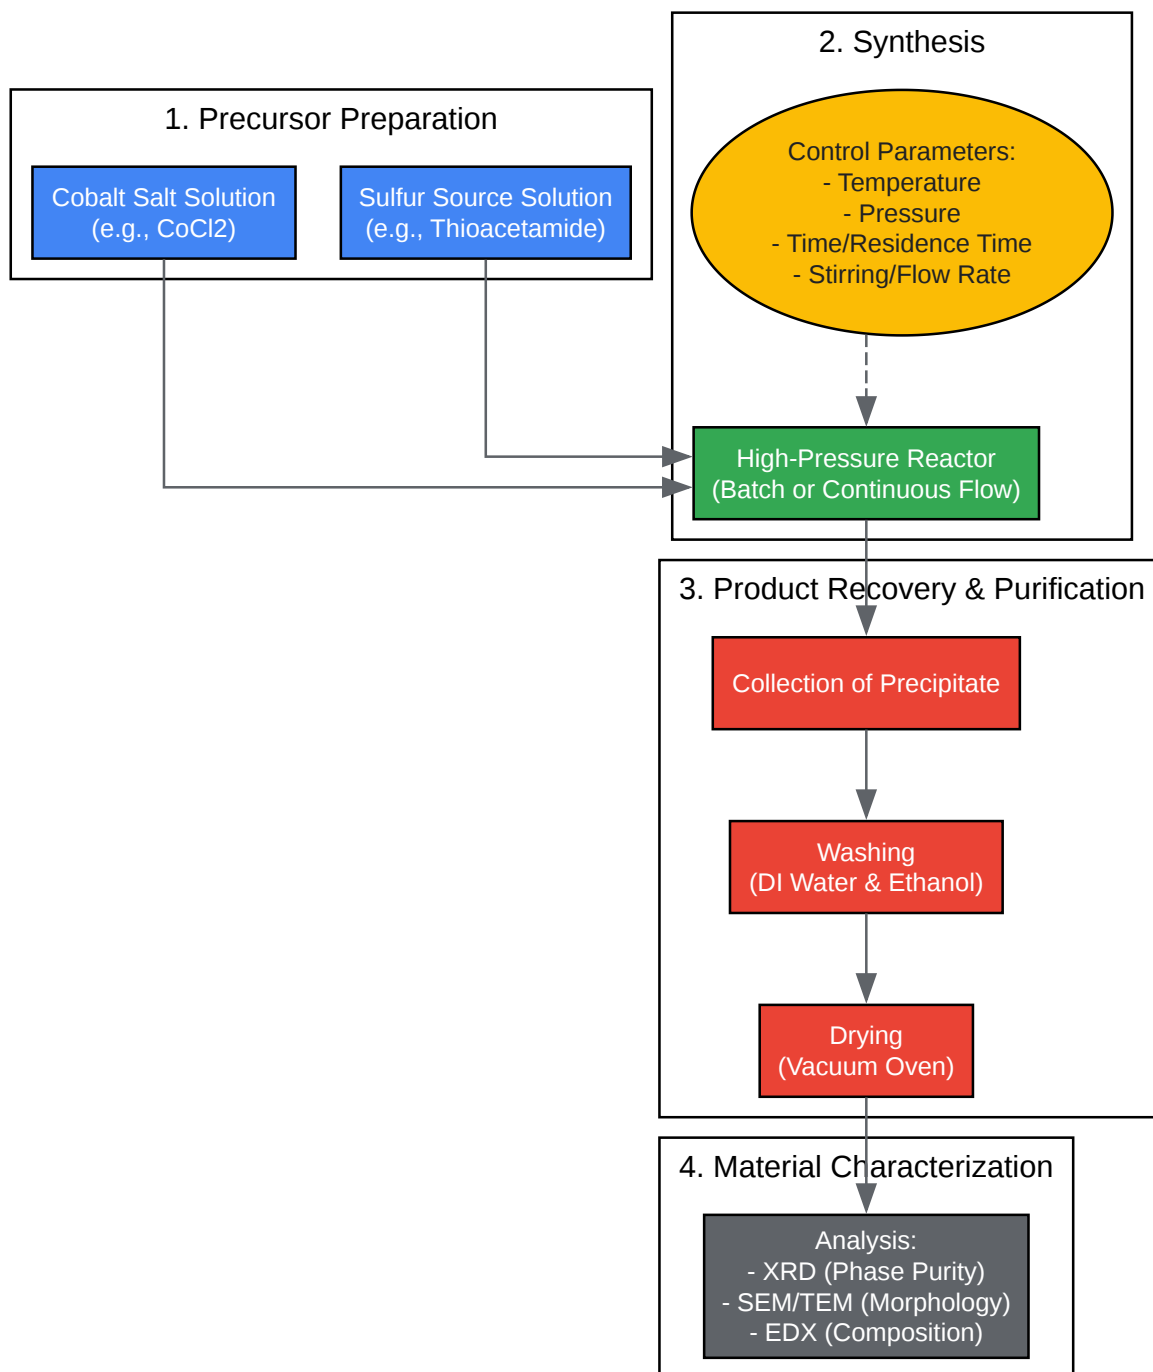 1. Precursor Preparation
Cobalt Salt Solution
(e.g., CoCl2)
Sulfur Source Solution
(e.g., Thioacetamide)
2. Synthesis
Control Parameters:
- Temperature
- Pressure
- Time/Residence Time
- Stirring/Flow Rate
High-Pressure Reactor
(Batch or Continuous Flow)
3. Product Recovery & Purification
Collection of Precipitate
Washing
(DI Water & Ethanol)
Drying
(Vacuum Oven)
4. Material Characterization
Analysis:
- XRD (Phase Purity)
- SEM/TEM (Morphology)
- EDX (Composition)